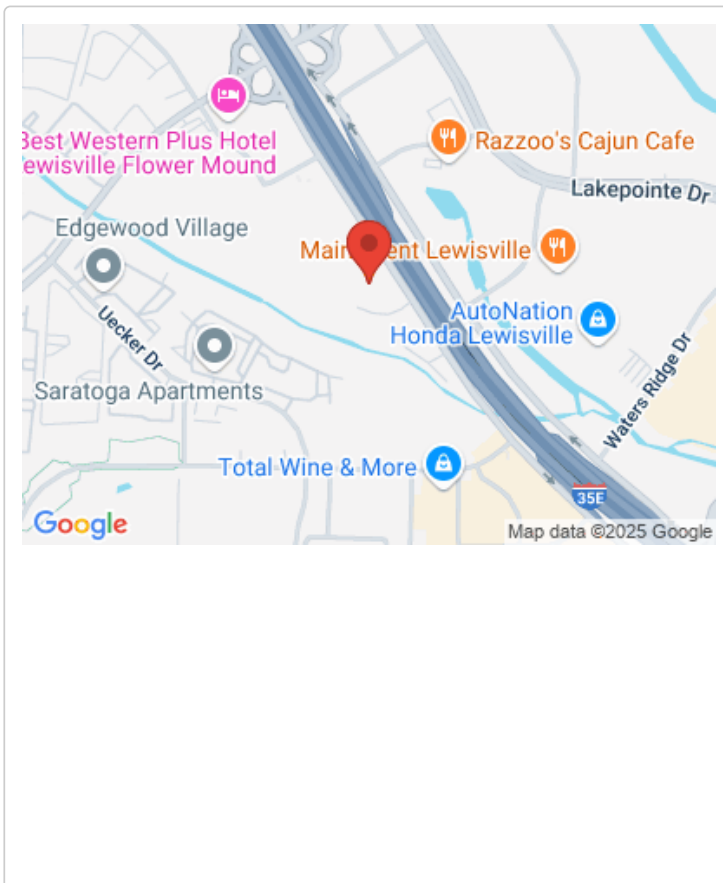 Best Western Plus Hotel
ewisville Flower Mound
Razzoo's Cajun Cafe
Lakepointe Dr
Edgewood Village
Lewisville
AutoNation
Honda Lewisville
Uecker Dr
Saratoga Apartments
Waters Ridge Dr
Total Wine & More
35E
Google
Map data ©2025 Google